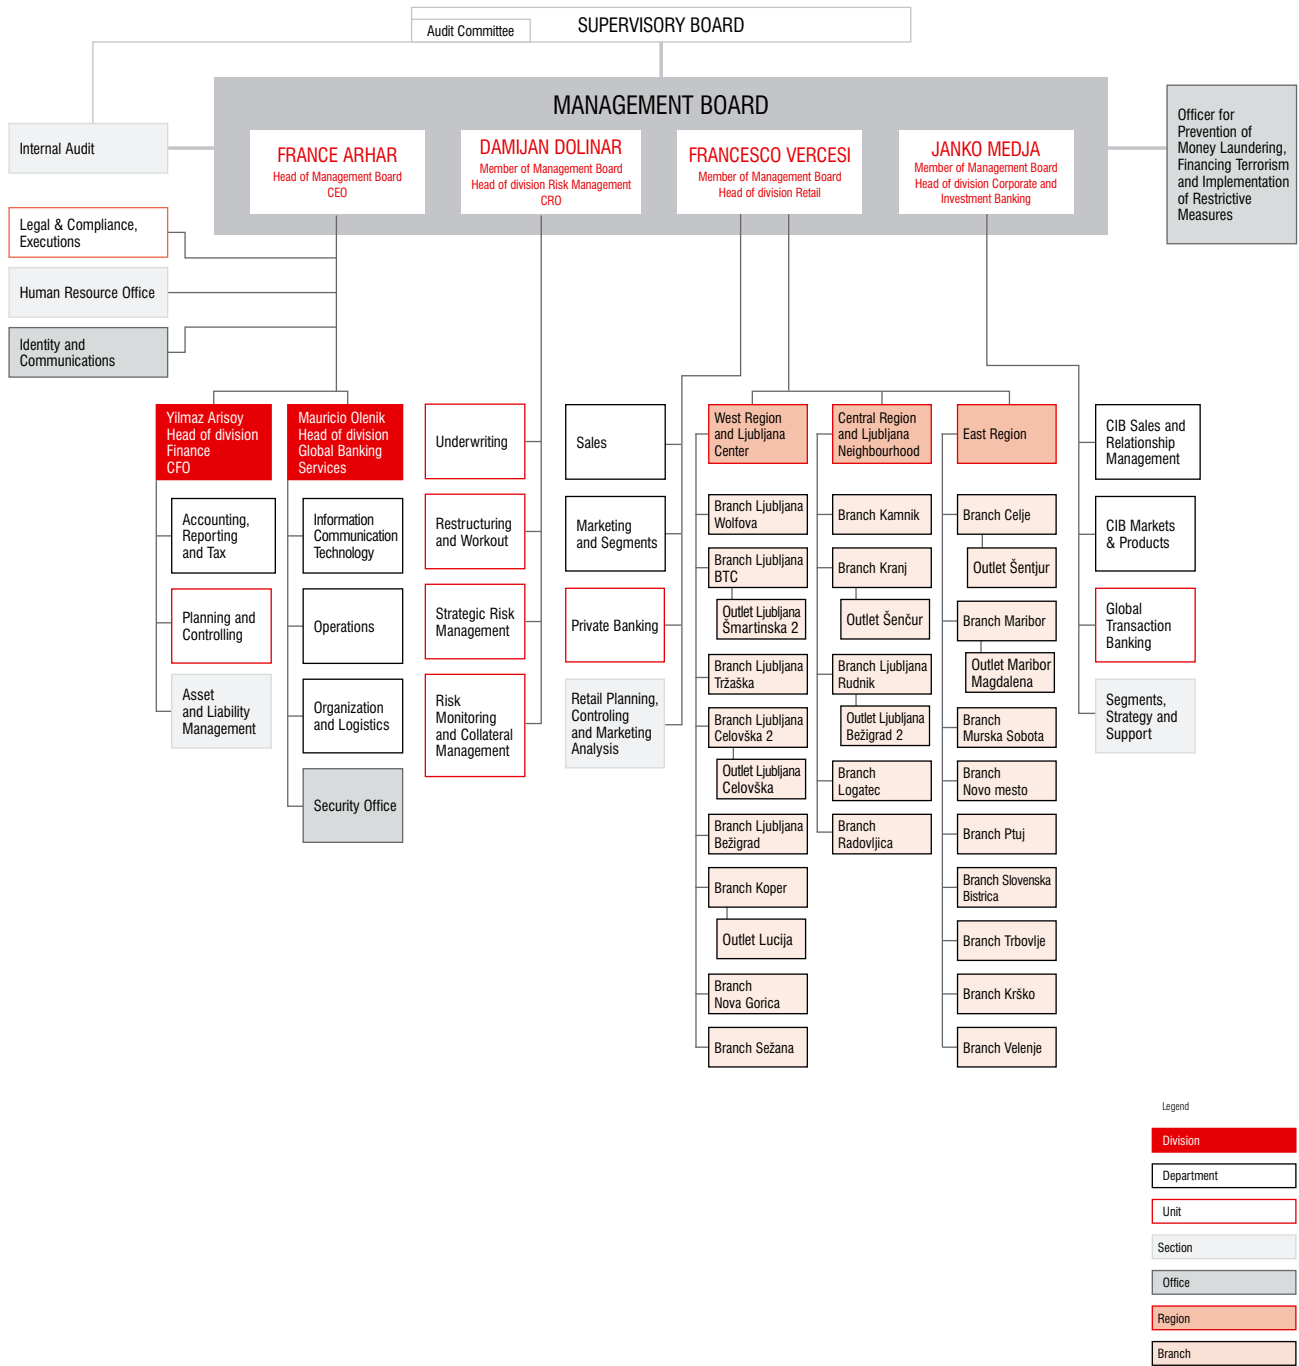 SUPERVISORY BOARD
Audit Committee
MANAGEMENT BOARD
Internal Audit
FRANCE ARHAR
Head of Management Board
CEO
DAMIJAN DOLINAR
Member of Management Board
Head of division Risk Management
CRO
FRANCESCO VERCESI
Member of Management Board
Head of division Retail
JANKO MEDJA
Member of Management Board
Head of division Corporate and
Investment Banking
Officer for
Prevention of
Money Laundering,
Financing Terrorism
and Implementation
of Restrictive
Measures
Legal & Compliance,
Executions
Human Resource Office
Identity and
Communications
Yilmaz Arisoy
Head of division
Finance
CFO
Accounting,
Reporting
and Tax
Planning and
Controlling
Asset
and Liability
Management
Mauricio Olenik
Head of division
Global Banking
Services
Information
Communication
Technology
Operations
Organization
and Logistics
Security Office
Underwriting
Restructuring
and Workout
Strategic Risk
Management
Risk
Monitoring
and Collateral
Management
Sales
Marketing
and Segments
Private Banking
Retail Planning,
Controling
and Marketing
Analysis
West Region
and Ljubljana
Center
Branch Ljubljana
Wolfova
Branch Ljubljana
BTC
Outlet Ljubljana
Šmartinska 2
Branch Ljubljana
Tržaška
Branch Ljubljana
Celovška 2
Outlet Ljubljana
Celovška
Branch Ljubljana
Bežigrad
Branch Koper
Outlet Lucija
Branch
Nova Gorica
Branch Sežana
Central Region
and Ljubljana
Neighbourhood
Branch Kamnik
Branch Kranj
Outlet Šenčur
Branch Ljubljana
Rudnik
Outlet Ljubljana
Bežigrad 2
Branch
Logatec
Branch
Radovljica
East Region
Branch Celje
Outlet Šentjur
Branch Maribor
Outlet Maribor
Magdalena
Branch
Murska Sobota
Branch
Novo mesto
Branch Ptuj
Branch Slovenska
Bistrica
Branch Trbovlje
Branch Krško
Branch Velenje
CIB Sales and
Relationship
Management
CIB Markets
& Products
Global
Transaction
Banking
Segments,
Strategy and
Support
Legend
Division
Department
Unit
Section
Office
Region
Branch